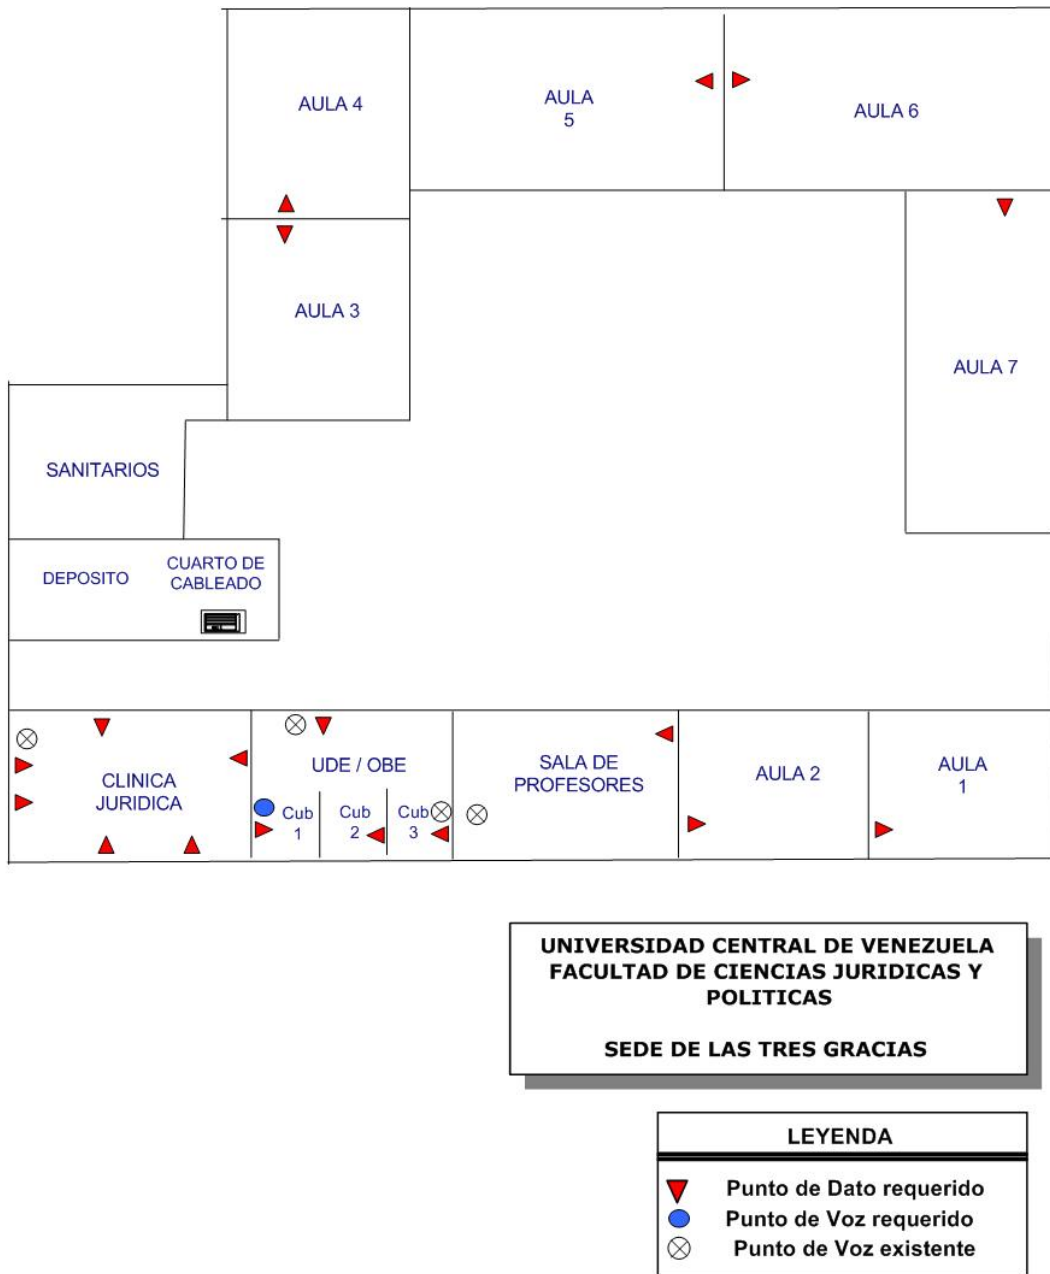 AULA 4
AULA
5
AULA 6
AULA 3
AULA 7
SANITARIOS
DEPOSITO
CUARTO DE
CABLEADO
CLINICA
JURIDICA
UDE / OBE
Cub
1
Cub
2
Cub
3
SALA DE
PROFESORES
AULA 2
AULA
1
UNIVERSIDAD CENTRAL DE VENEZUELA
FACULTAD DE CIENCIAS JURIDICAS Y
POLITICAS
SEDE DE LAS TRES GRACIAS
LEYENDA
Punto de Dato requerido
Punto de Voz requerido
Punto de Voz existente